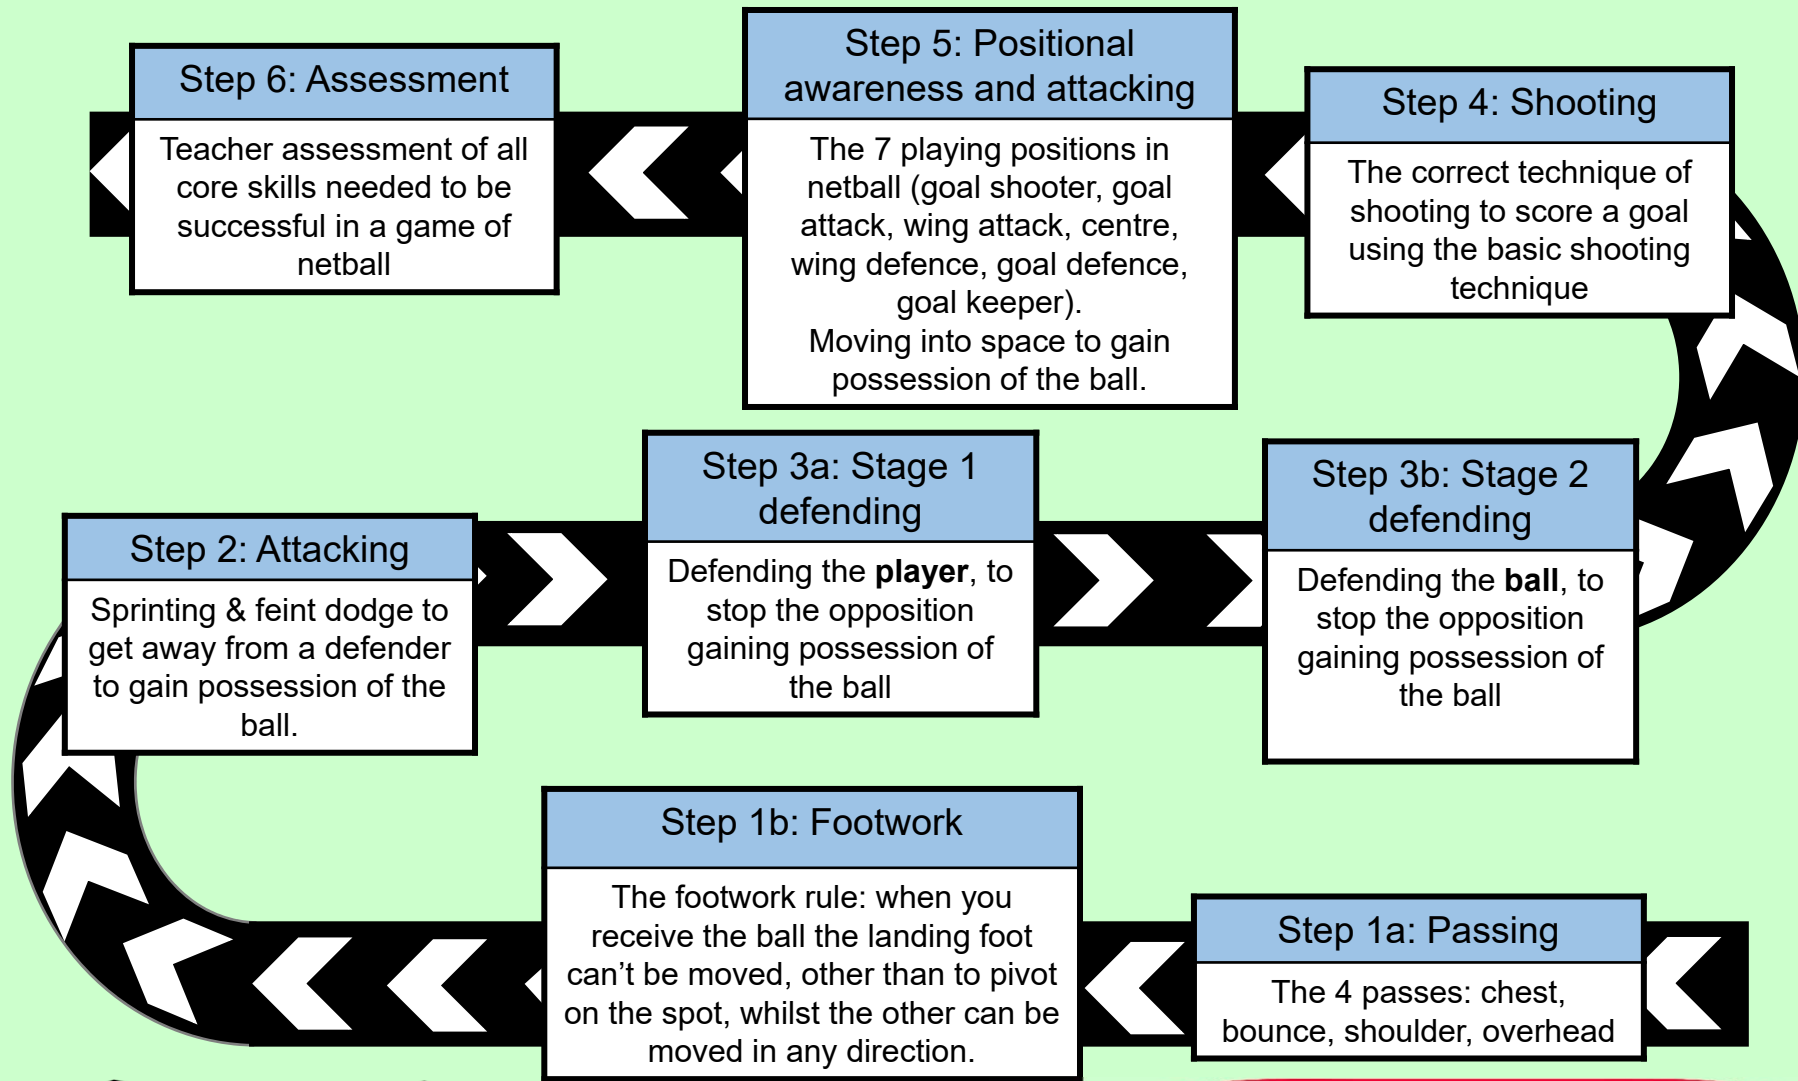 Step 6: Assessment
Teacher assessment of all
core skills needed to be
successful in a game of
netball
Step 5: Positional
awareness and attacking
The 7 playing positions in
netball (goal shooter, goal
attack, wing attack, centre,
wing defence, goal defence,
goal keeper).
Moving into space to gain
possession of the ball.
Step 4: Shooting
The correct technique of
shooting to score a goal
using the basic shooting
technique
Step 2: Attacking
Sprinting & feint dodge to
get away from a defender
to gain possession of the
ball.
Step 3a: Stage 1
defending
Defending the player, to
stop the opposition
gaining possession of
the ball
Step 3b: Stage 2
defending
Defending the ball, to
stop the opposition
gaining possession of
the ball
Step 1b: Footwork
The footwork rule: when you
receive the ball the landing foot
can’t be moved, other than to pivot
on the spot, whilst the other can be
moved in any direction.
Step 1a: Passing
The 4 passes: chest,
bounce, shoulder, overhead